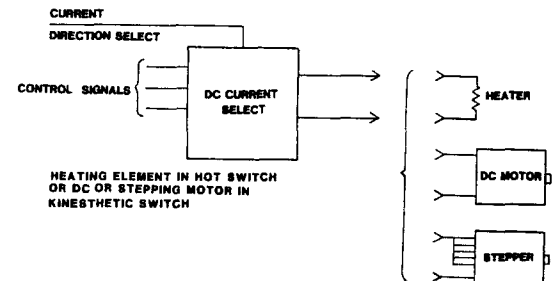 CURRENT
DIRECTION SELECT
CONTROL SIGNALS
DC CURRENT
SELECT
HEATER
DC MOTOR
STEPPER
HEATING ELEMENT IN HOT SWITCH
OR DC OR STEPPING MOTOR IN
KINESTHETIC SWITCH